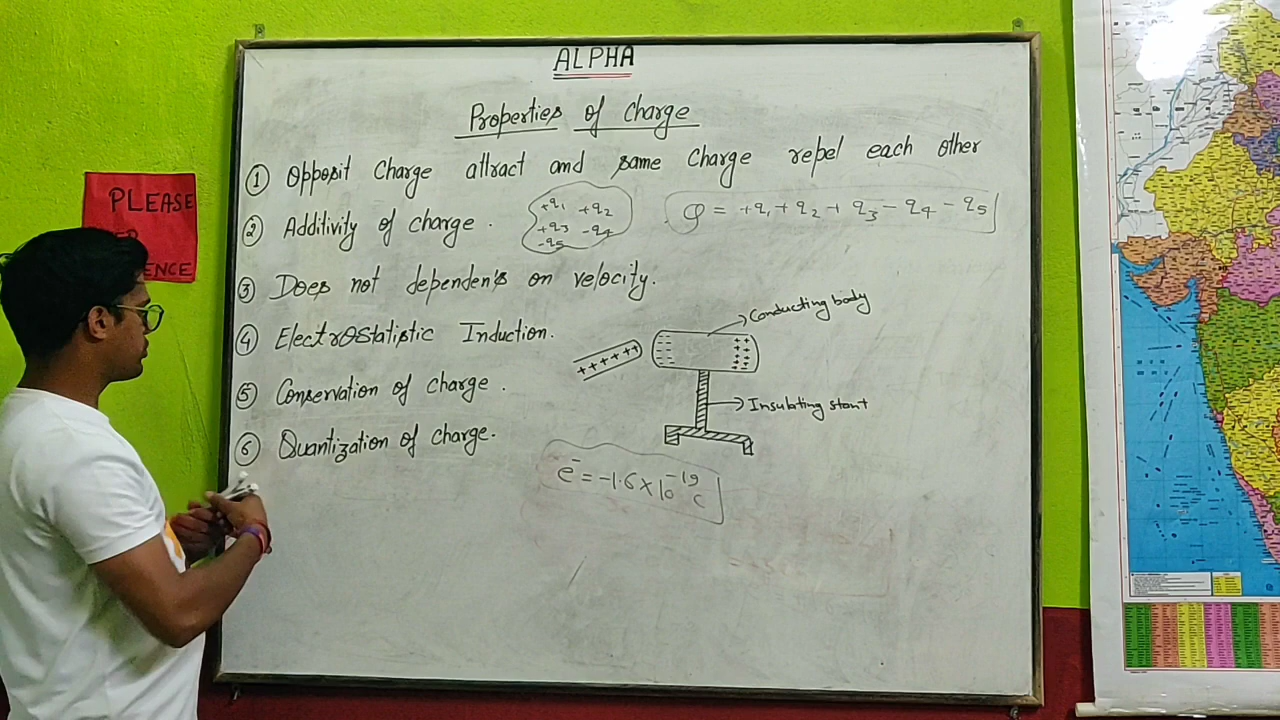 ALPHA
Properties of Charge
① Opposit Charge attract and same Charge repel each other
② Additivity of charge.
+q₁ +q₂
+q₃ -q₄
-q₅
Q = +q₁ + q₂ + q₃ - q₄ - q₅
③ Does not dependen's on velocity.
④ Electrostatistic Induction.
Conducting body
++++++
Insulating stant
⑤ Conservation of charge.
⑥ Quantization of charge.
e⁻ = -1.6 × 10⁻¹⁹ C
PLEASE
ENCE